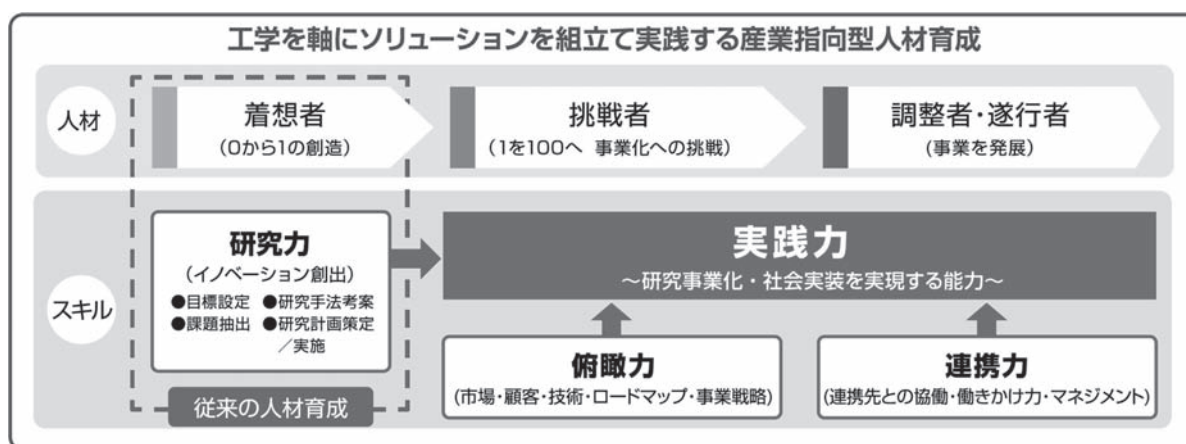 工学を軸にソリューションを組立て実践する産業指向型人材育成
人材
着想者
(0から1の創造)
挑戦者
(1を100へ 事業化への挑戦)
調整者・遂行者
(事業を発展)
スキル
研究力
(イノベーション創出)
●目標設定 ●研究手法考案
●課題抽出 ●研究計画策定
／実施
従来の人材育成
実践力
～研究事業化・社会実装を実現する能力～
俯瞰力
(市場・顧客・技術・ロードマップ・事業戦略)
連携力
(連携先との協働・働きかけ力・マネジメント)